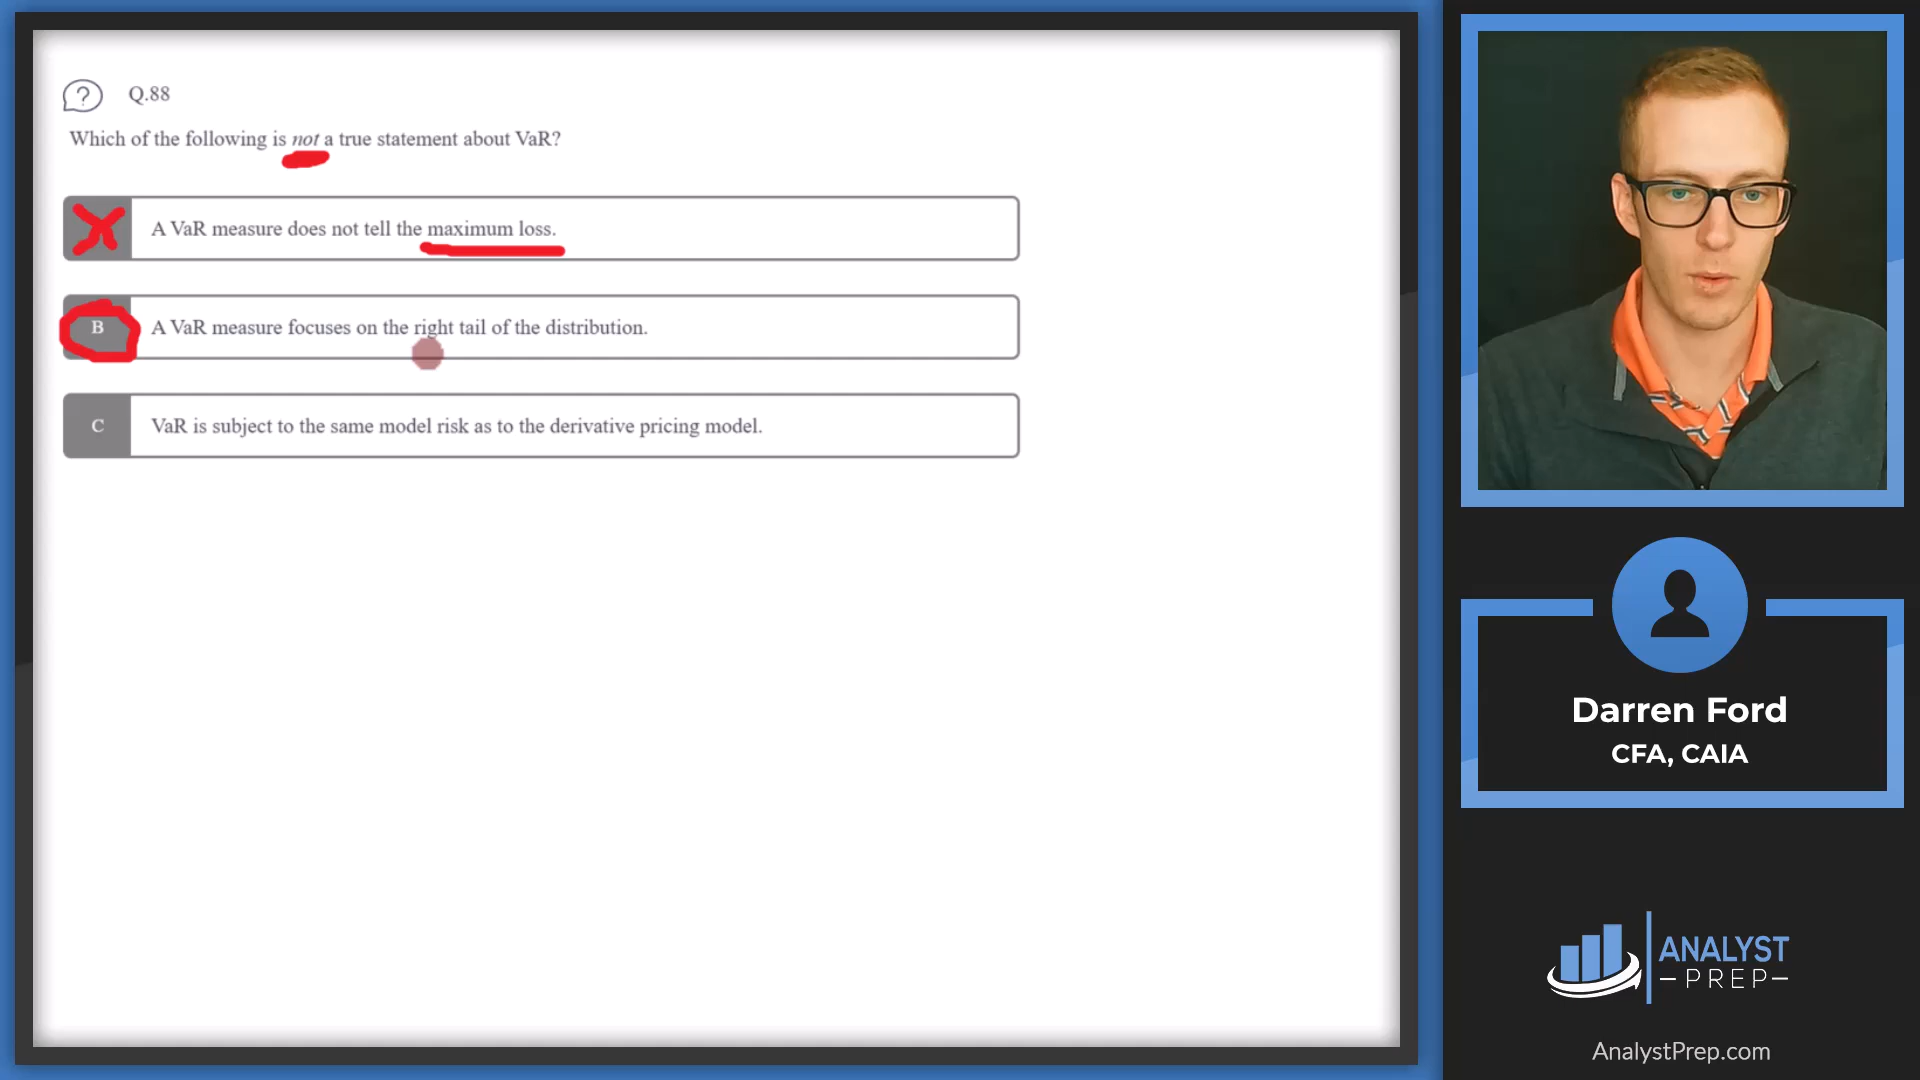 ?
Q.88
Which of the following is not a true statement about VaR?
A VaR measure does not tell the maximum loss.
B
A VaR measure focuses on the right tail of the distribution.
C
VaR is subject to the same model risk as to the derivative pricing model.
Darren Ford
CFA, CAIA
ANALYST
PREP
AnalystPrep.com